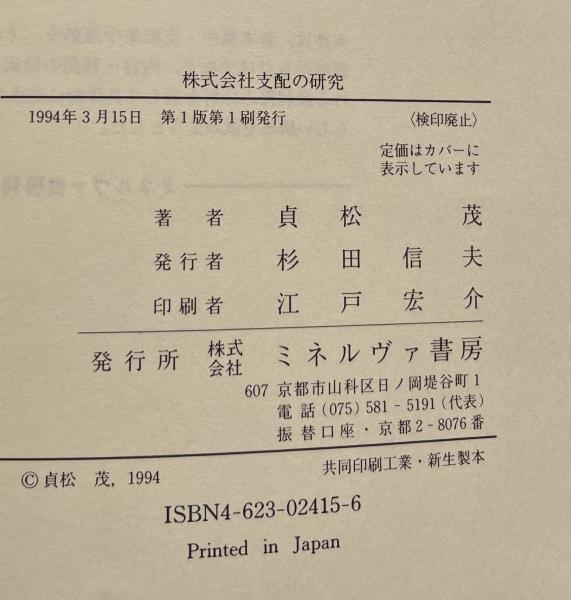 株式会社支配の研究
1994年3月15日 第1版第1刷発行 〈検印廃止〉
定価はカバーに
表示しています
著者 貞松 茂
発行者 杉田信夫
印刷者 江戸宏介
発行所 株式会社 ミネルヴァ書房
607 京都市山科区日ノ岡堤谷町1
電話 (075) 581-5191 (代表)
振替口座・京都2-8076番
© 貞松 茂, 1994 共同印刷工業・新生製本
ISBN4-623-02415-6
Printed in Japan